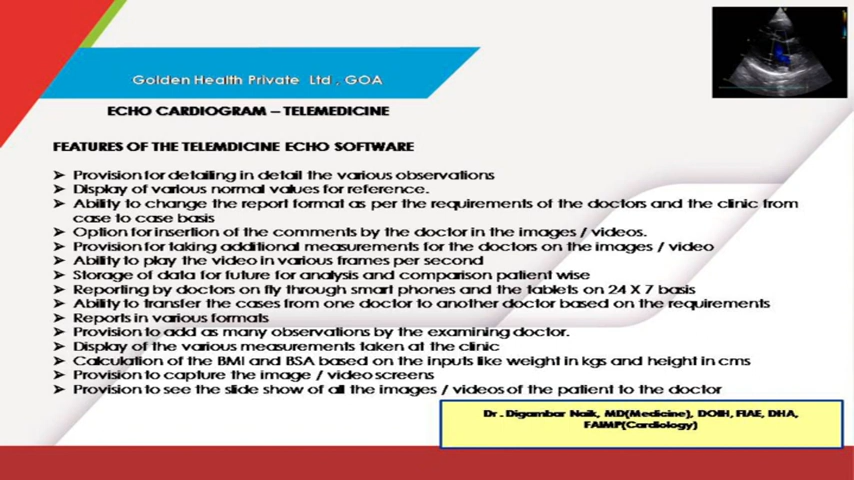 Golden Health Private Ltd , GOA
ECHO CARDIOGRAM – TELEMEDICINE
FEATURES OF THE TELEMDICINE ECHO SOFTWARE
➢ Provision for detailing in detail the various observations
➢ Display of various normal values for reference.
➢ Ability to change the report format as per the requirements of the doctors and the clinic from
case to case basis
➢ Option for insertion of the comments by the doctor in the images / videos.
➢ Provision for taking additional measurements for the doctors on the images / video
➢ Ability to play the video in various frames per second
➢ Storage of data for future for analysis and comparison patient wise
➢ Reporting by doctors on fly through smart phones and the tablets on 24 X 7 basis
➢ Ability to transfer the cases from one doctor to another doctor based on the requirements
➢ Reports in various formats
➢ Provision to add as many observations by the examining doctor.
➢ Display of the various measurements taken at the clinic
➢ Calculation of the BMI and BSA based on the inputs like weight in kgs and height in cms
➢ Provision to capture the image / video screens
➢ Provision to see the slide show of all the images / videos of the patient to the doctor
Dr . Digambar Naik, MD(Medicine), DOIH, FIAE, DHA,
FAIMP(Cardiology)